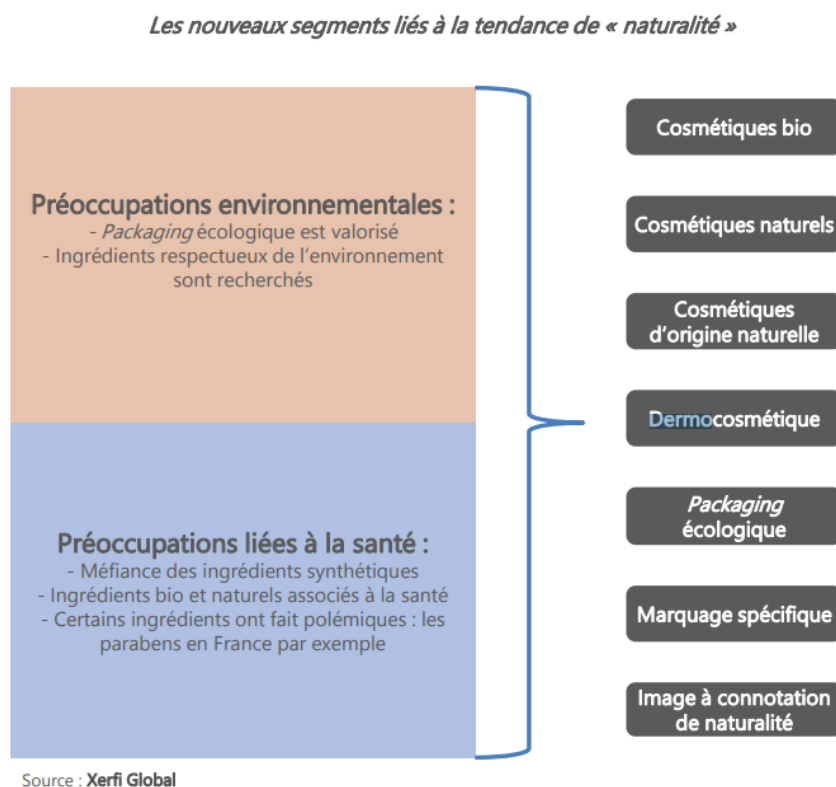 Les nouveaux segments liés à la tendance de « naturalité »
Préoccupations environnementales :
- Packaging écologique est valorisé
- Ingrédients respectueux de l'environnement
sont recherchés
Préoccupations liées à la santé :
- Méfiance des ingrédients synthétiques
- Ingrédients bio et naturels associés à la santé
- Certains ingrédients ont fait polémiques : les
parabens en France par exemple
Cosmétiques bio
Cosmétiques naturels
Cosmétiques
d'origine naturelle
Dermocosmétique
Packaging
écologique
Marquage spécifique
Image à connotation
de naturalité
Source : Xerfi Global